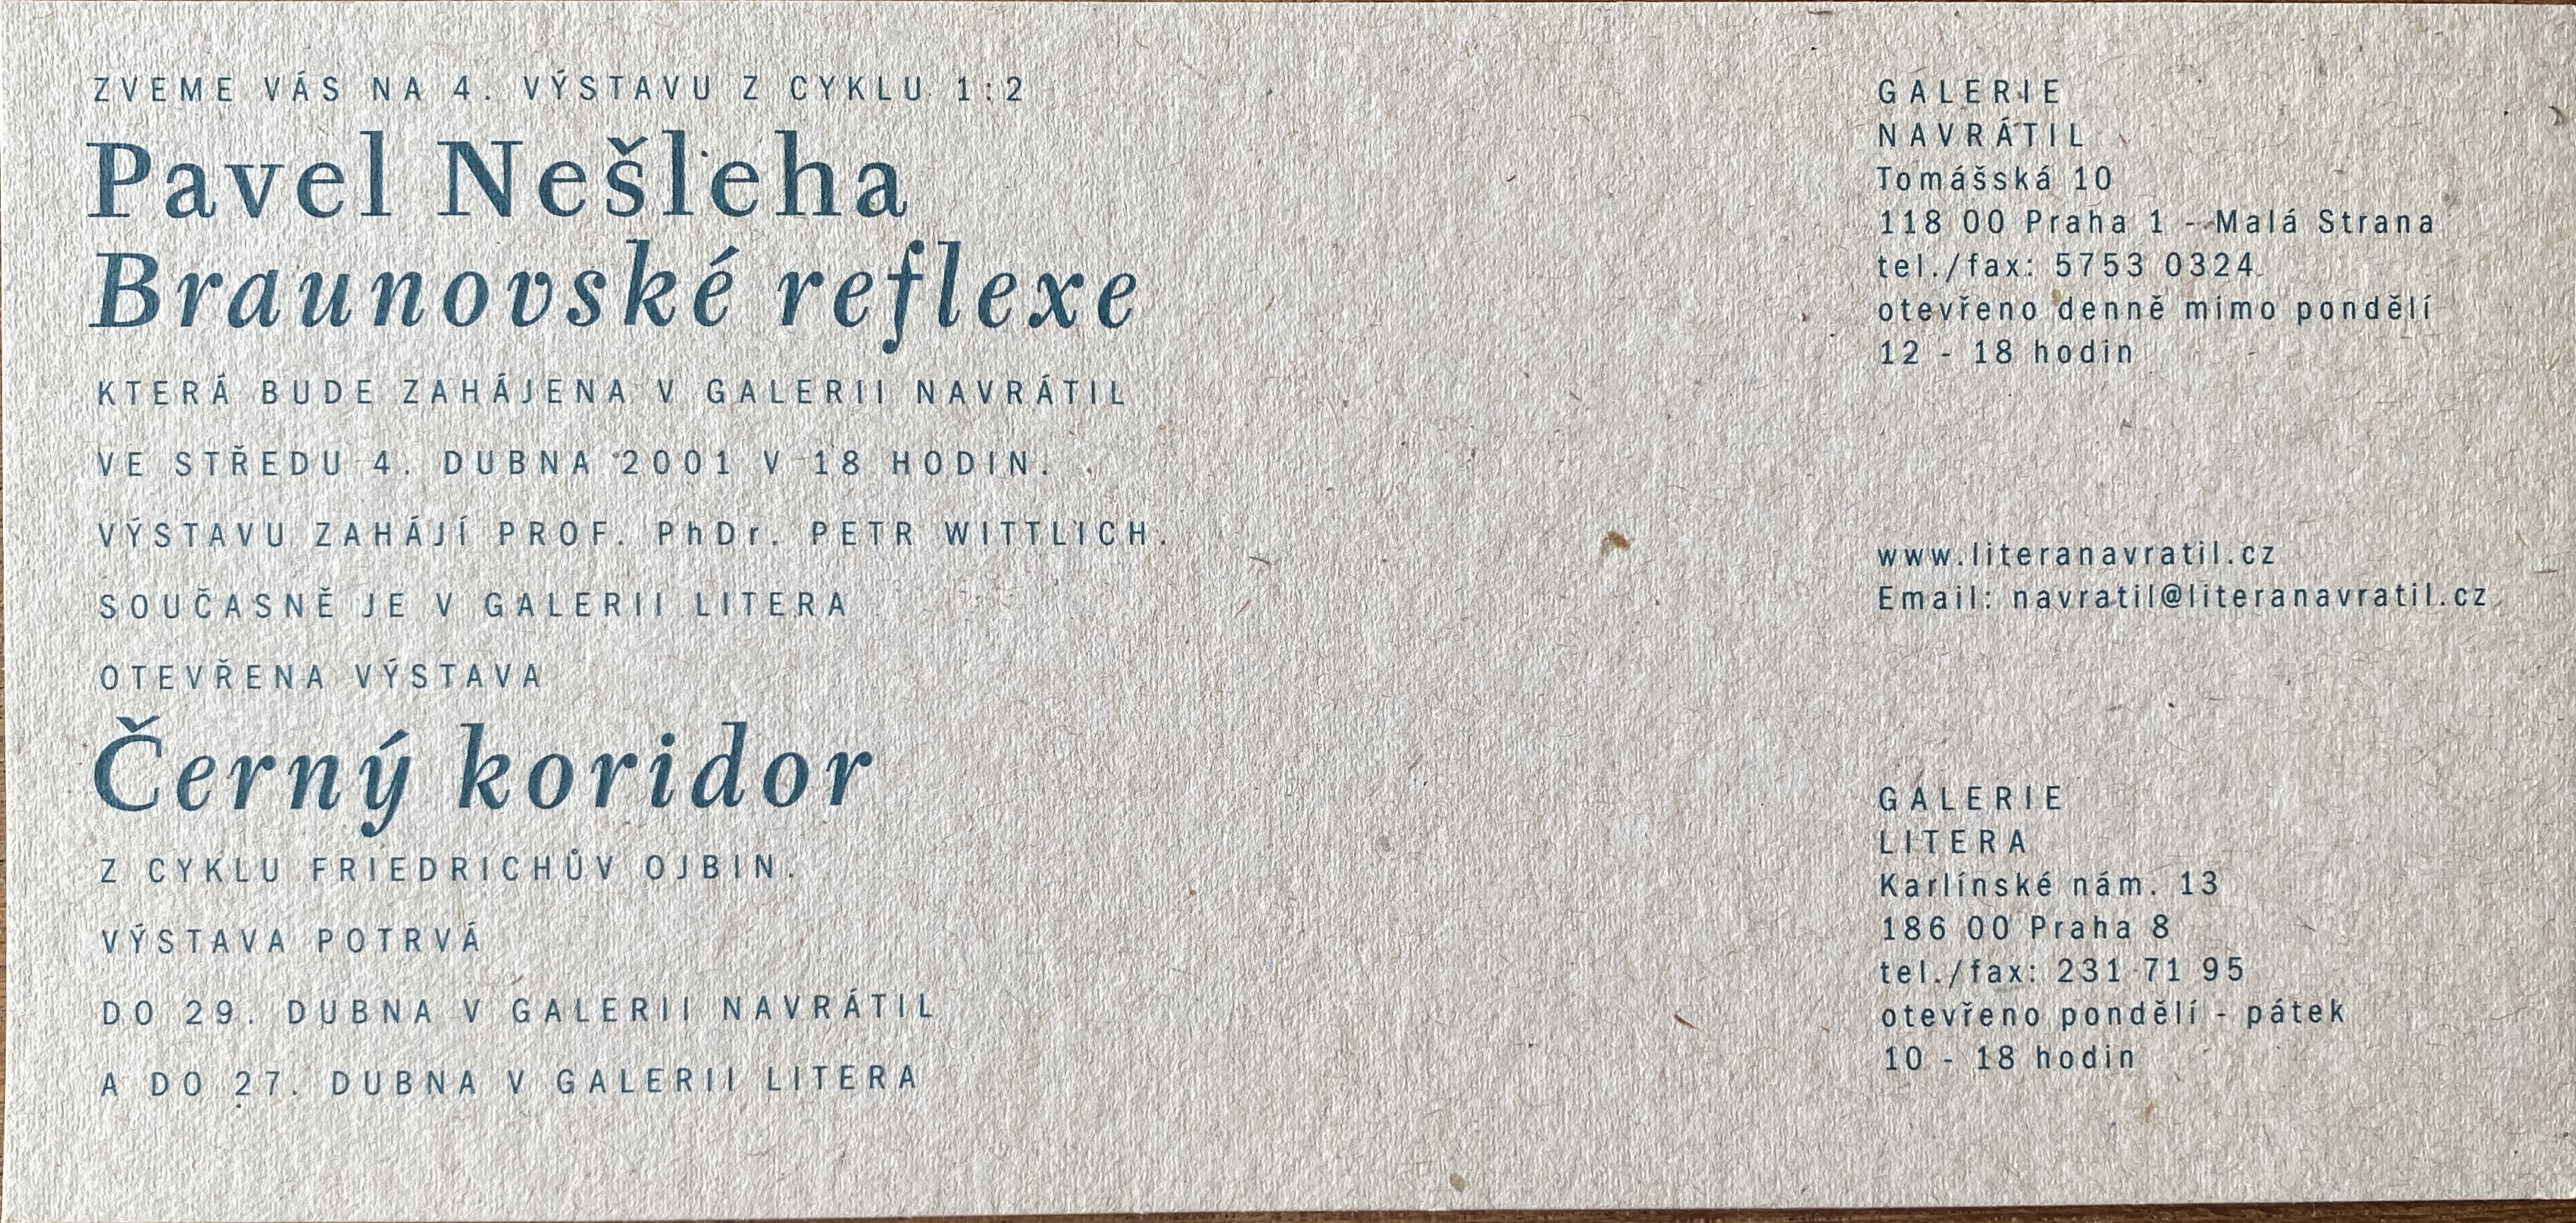 ZVEME VÁS NA 4. VÝSTAVU Z CYKLU 1:2
Pavel Nešleha
Braunovské reflexe
KTERÁ BUDE ZAHÁJENA V GALERII NAVRÁTIL
VE STŘEDU 4. DUBNA 2001 V 18 HODIN.
VÝSTAVU ZAHÁJÍ PROF. PhDr. PETR WITTLICH.
SOUČASNĚ JE V GALERII LITERA
OTEVŘENA VÝSTAVA
Černý koridor
Z CYKLU FRIEDRICHŮV OJBIN.
VÝSTAVA POTRVÁ
DO 29. DUBNA V GALERII NAVRÁTIL
A DO 27. DUBNA V GALERII LITERA
GALERIE
NAVRÁTIL
Tomášská 10
118 00 Praha 1 - Malá Strana
tel./fax: 5753 0324
otevřeno denně mimo pondělí
12 - 18 hodin
www.literanavratil.cz
Email: navratil@literanavratil.cz
GALERIE
LITERA
Karlínské nám. 13
186 00 Praha 8
tel./fax: 231 71 95
otevřeno pondělí - pátek
10 - 18 hodin